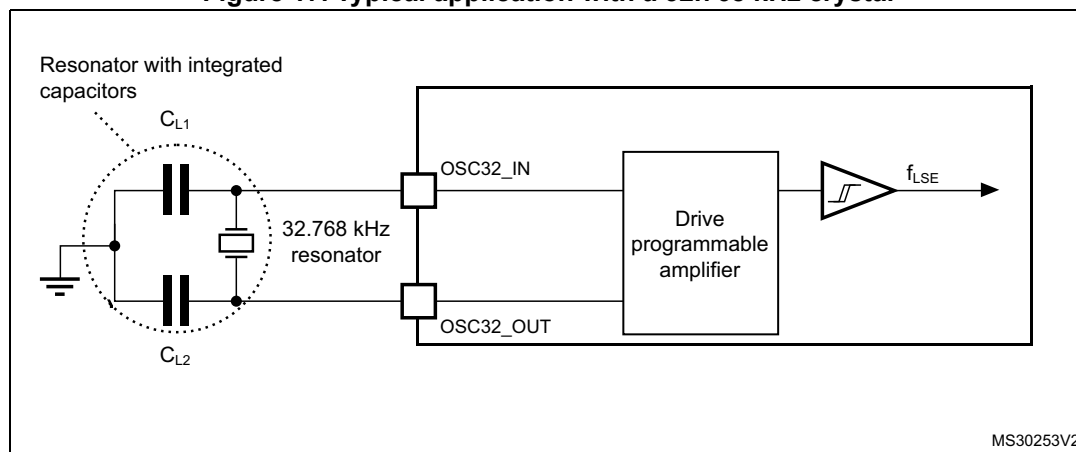 Resonator with integrated
capacitors
CL1
OSC32_IN
fLSE
Drive
programmable
amplifier
32.768 kHz
resonator
OSC32_OUT
CL2
MS30253V2